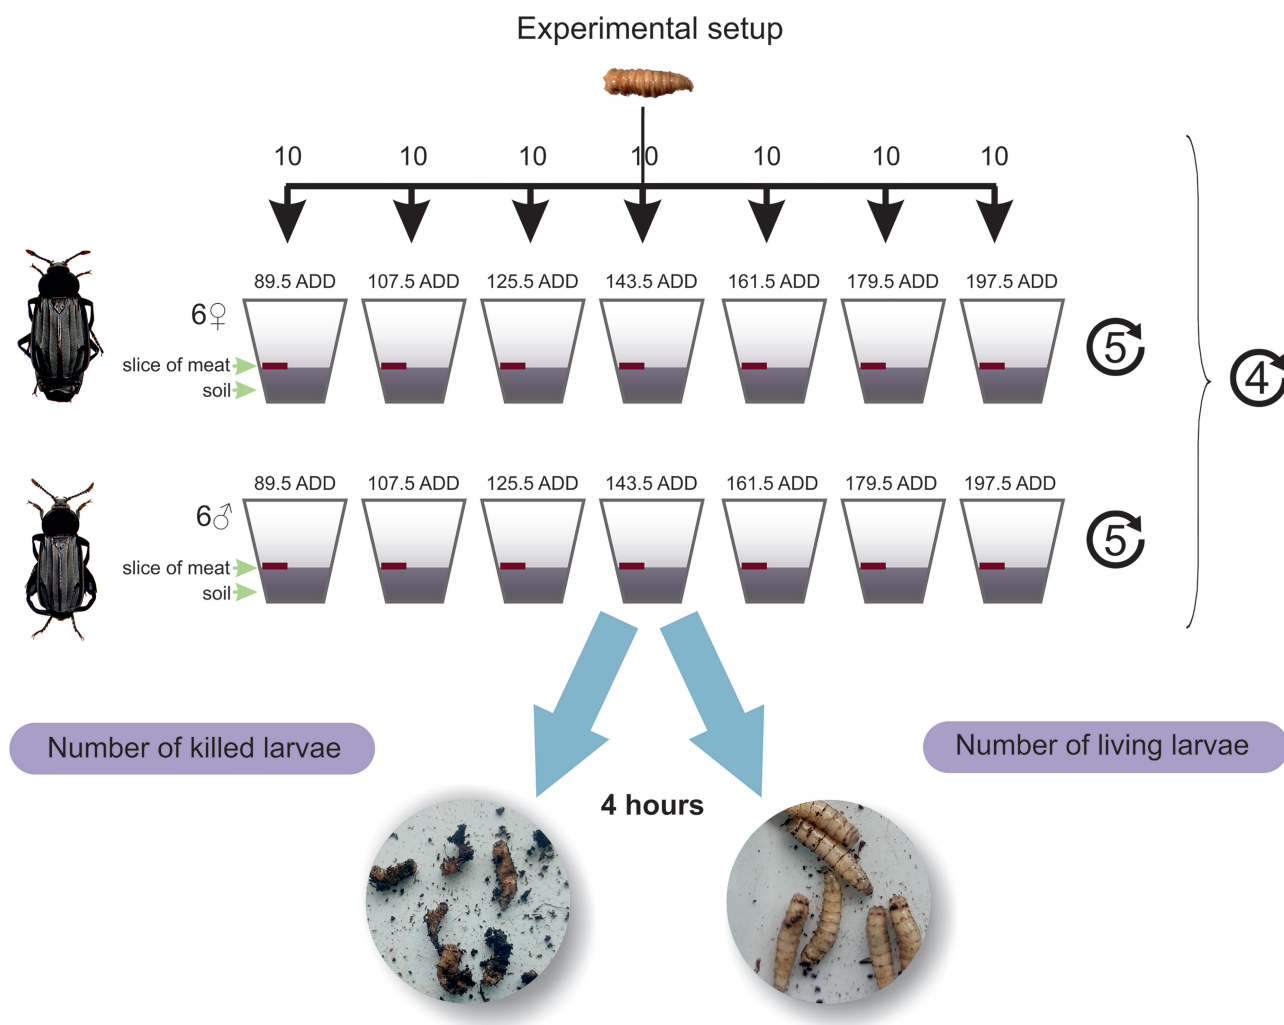 Experimental setup
10 10 10 10 10 10 10
89.5 ADD 107.5 ADD 125.5 ADD 143.5 ADD 161.5 ADD 179.5 ADD 197.5 ADD
6♀
5
slice of meat
soil
4
89.5 ADD 107.5 ADD 125.5 ADD 143.5 ADD 161.5 ADD 179.5 ADD 197.5 ADD
6♂
5
slice of meat
soil
Number of killed larvae
Number of living larvae
4 hours